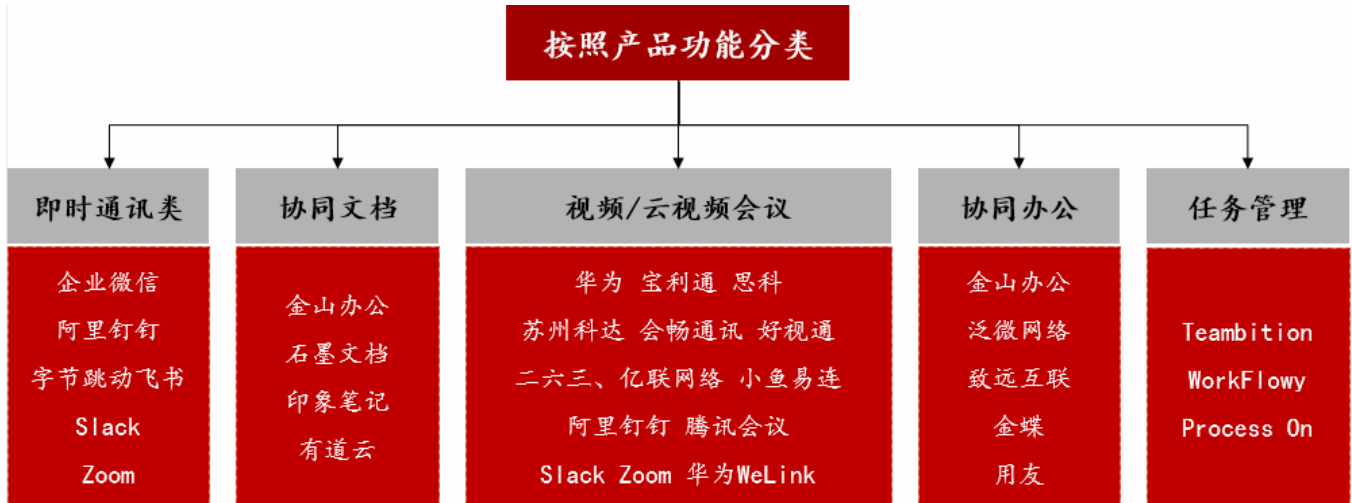 按照产品功能分类
即时通讯类
企业微信
阿里钉钉
字节跳动飞书
Slack
Zoom
协同文档
金山办公
石墨文档
印象笔记
有道云
视频/云视频会议
华为 宝利通 思科
苏州科达 会畅通讯 好视通
二六三、亿联网络 小鱼易连
阿里钉钉 腾讯会议
Slack Zoom 华为WeLink
协同办公
金山办公
泛微网络
致远互联
金蝶
用友
任务管理
Teambition
WorkFlowy
Process On